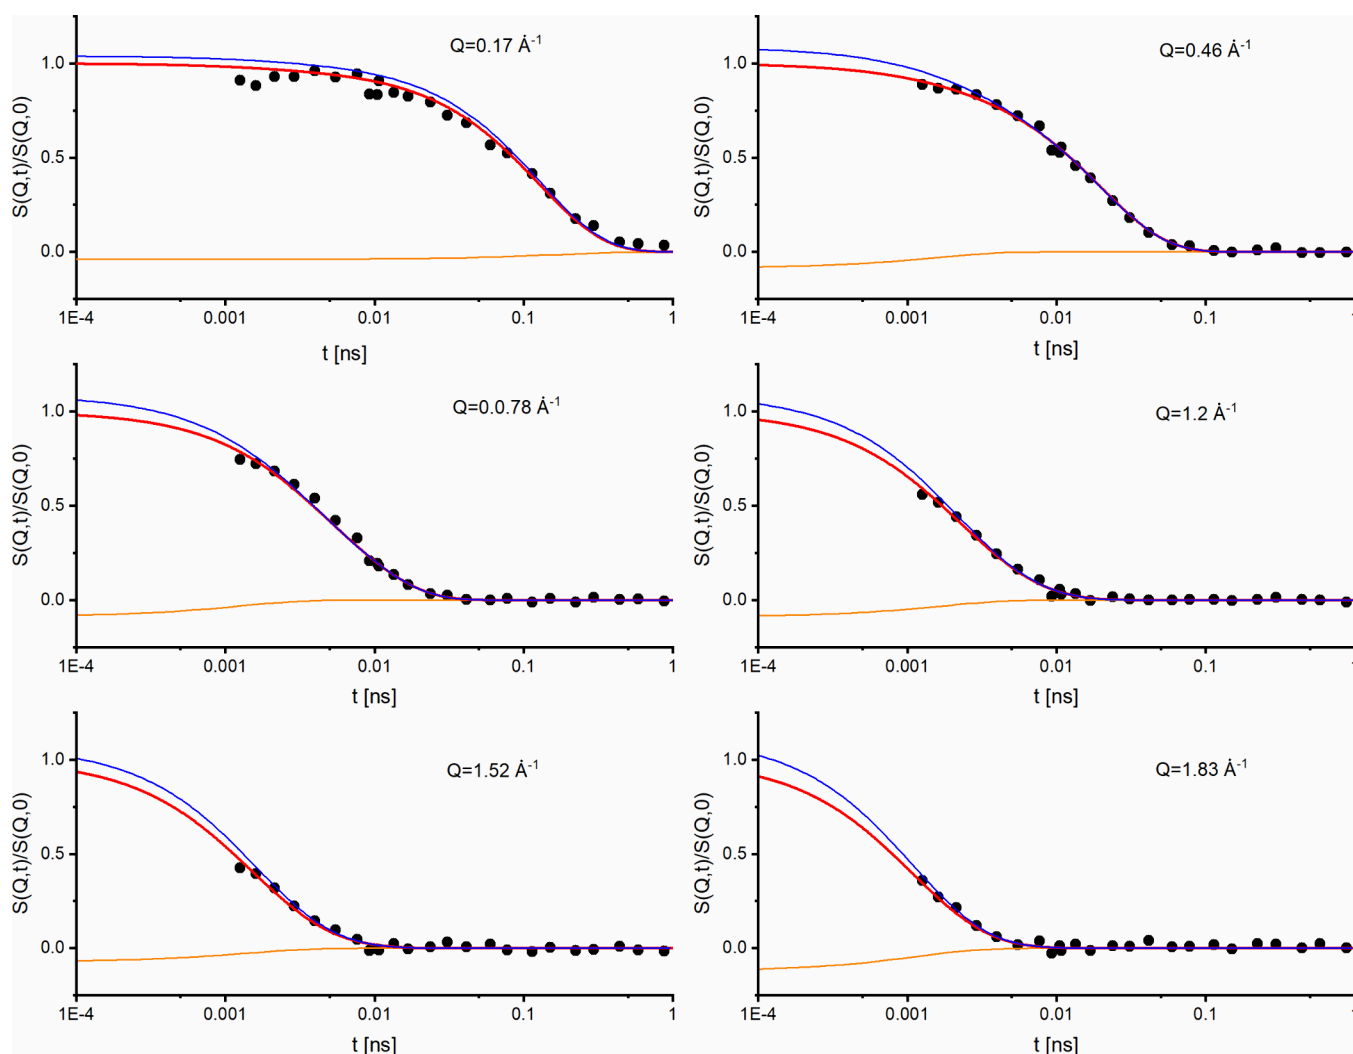 Q=0.17 Å⁻¹
S(Q,t)/S(Q,0)
1.0
0.5
0.0
1E-4 0.001 0.01 0.1 1
t [ns]
Q=0.46 Å⁻¹
S(Q,t)/S(Q,0)
1.0
0.5
0.0
1E-4 0.001 0.01 0.1 1
t [ns]
Q=0.0.78 Å⁻¹
S(Q,t)/S(Q,0)
1.0
0.5
0.0
1E-4 0.001 0.01 0.1 1
t [ns]
Q=1.2 Å⁻¹
S(Q,t)/S(Q,0)
1.0
0.5
0.0
1E-4 0.001 0.01 0.1 1
t [ns]
Q=1.52 Å⁻¹
S(Q,t)/S(Q,0)
1.0
0.5
0.0
1E-4 0.001 0.01 0.1 1
t [ns]
Q=1.83 Å⁻¹
S(Q,t)/S(Q,0)
1.0
0.5
0.0
1E-4 0.001 0.01 0.1 1
t [ns]